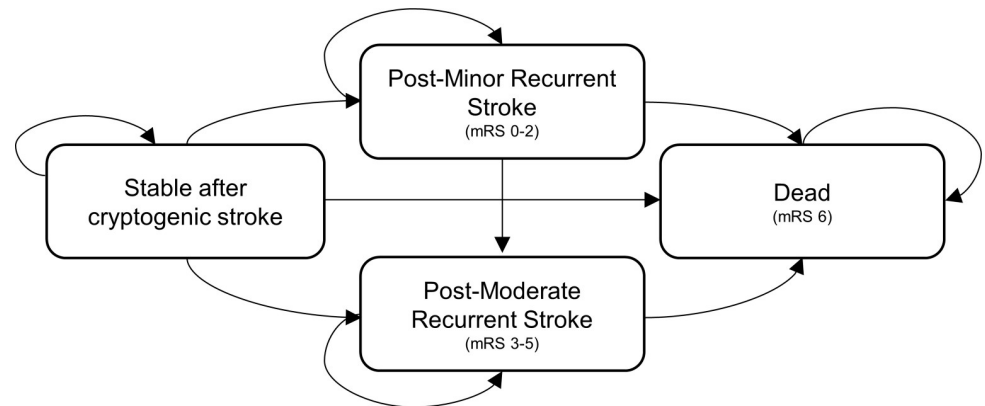 Post-Minor Recurrent
Stroke
(mRS 0-2)
Stable after
cryptogenic stroke
Dead
(mRS 6)
Post-Moderate
Recurrent Stroke
(mRS 3-5)